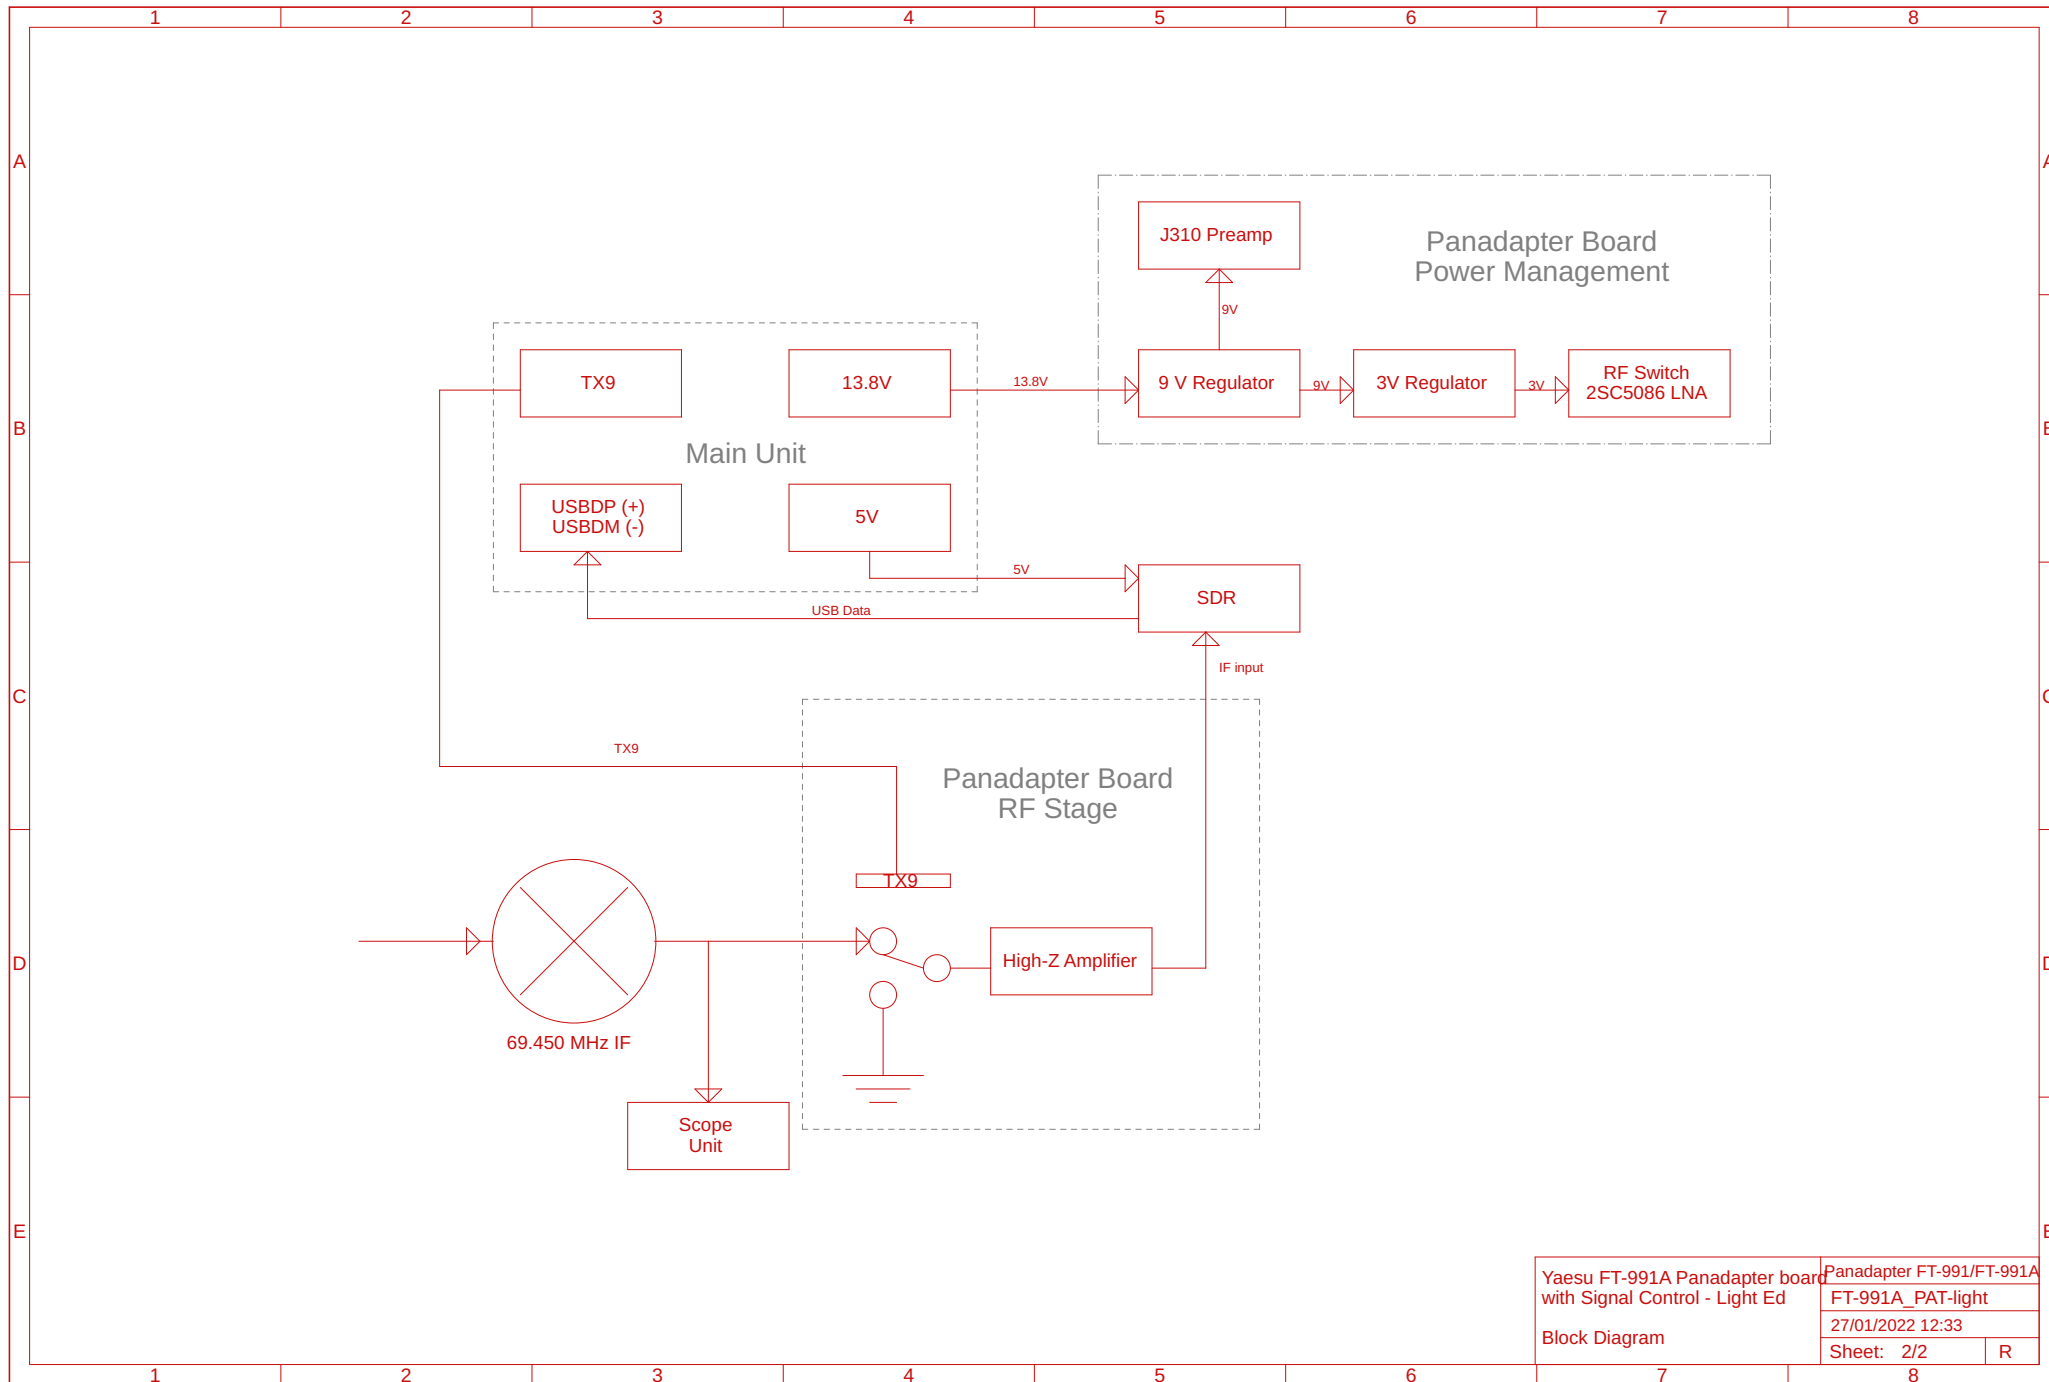 1 2 3 4 5 6 7 8
A
A
J310 Preamp
Panadapter Board
Power Management
9V
TX9
13.8V
13.8V
9 V Regulator
9V
3V Regulator
3V
RF Switch
2SC5086 LNA
B
B
Main Unit
USBDP (+)
USBDM (-)
5V
5V
SDR
USB Data
IF input
C
C
TX9
Panadapter Board
RF Stage
TX9
High-Z Amplifier
D
D
69.450 MHz IF
Scope
Unit
E
E
Yaesu FT-991A Panadapter board
with Signal Control - Light Ed
Block Diagram
Panadapter FT-991/FT-991A
FT-991A_PAT-light
27/01/2022 12:33
Sheet: 2/2
R
1 2 3 4 5 6 7 8